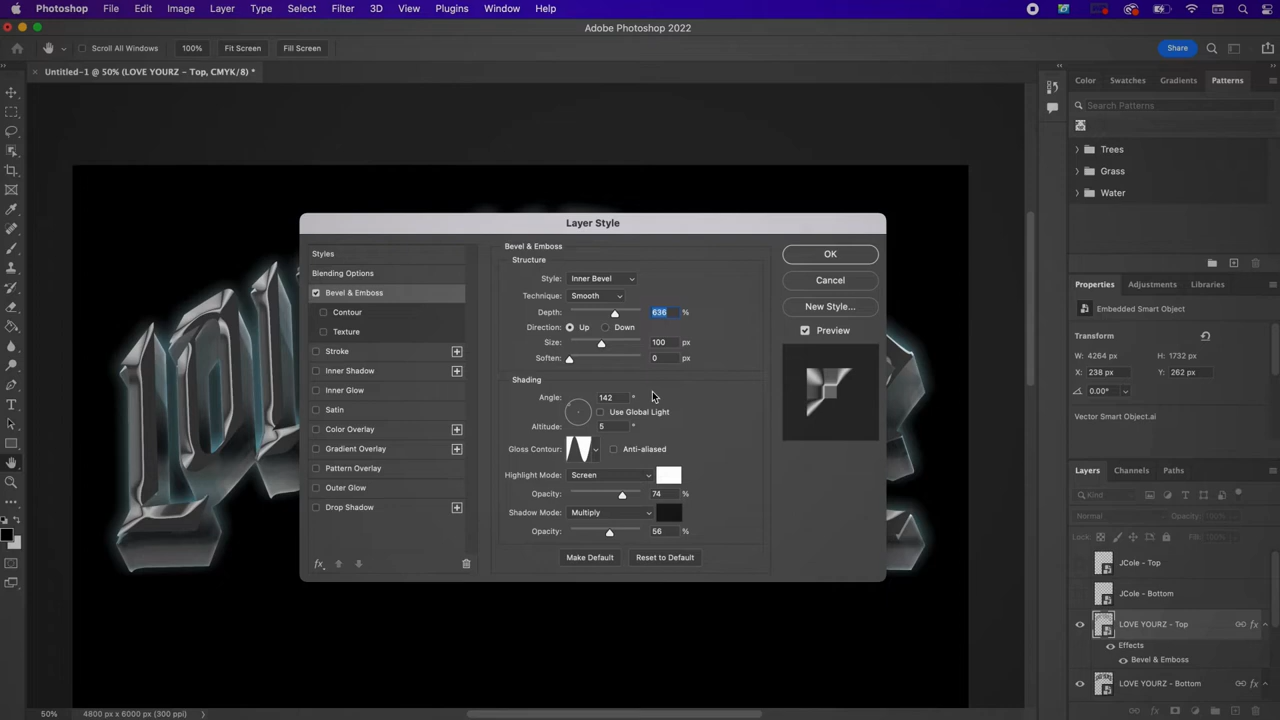 Photoshop File Edit Image Layer Type Select Filter 3D View Plugins Window Help
Adobe Photoshop 2022
Scroll All Windows 100% Fit Screen Fill Screen Share
Untitled-1 @ 50% (LOVE YOURZ - Top, CMYK/8) *
Color Swatches Gradients Patterns
Search Patterns
Trees
Grass
Water
Layer Style
Styles
Blending Options
Bevel & Emboss
Contour
Texture
Stroke
Inner Shadow
Inner Glow
Satin
Color Overlay
Gradient Overlay
Pattern Overlay
Outer Glow
Drop Shadow
fx
Bevel & Emboss
Structure
Style: Inner Bevel
Technique: Smooth
Depth: 636 %
Direction: Up Down
Size: 100 px
Soften: 0 px
Shading
Angle: 142 °
Use Global Light
Altitude: 5 °
Gloss Contour: Anti-aliased
Highlight Mode: Screen
Opacity: 74 %
Shadow Mode: Multiply
Opacity: 56 %
Make Default Reset to Default
OK
Cancel
New Style...
Preview
Properties Adjustments Libraries
Embedded Smart Object
Transform
W: 4264 px H: 1732 px
X: 238 px Y: 262 px
0.00°
Vector Smart Object.ai
Layers Channels Paths
Kind
Normal Opacity: 100%
Lock: Fill: 100%
JCole - Top
JCole - Bottom
LOVE YOURZ - Top fx
Effects
Bevel & Emboss
LOVE YOURZ - Bottom fx
50% 4800 px x 6000 px (300 ppi)